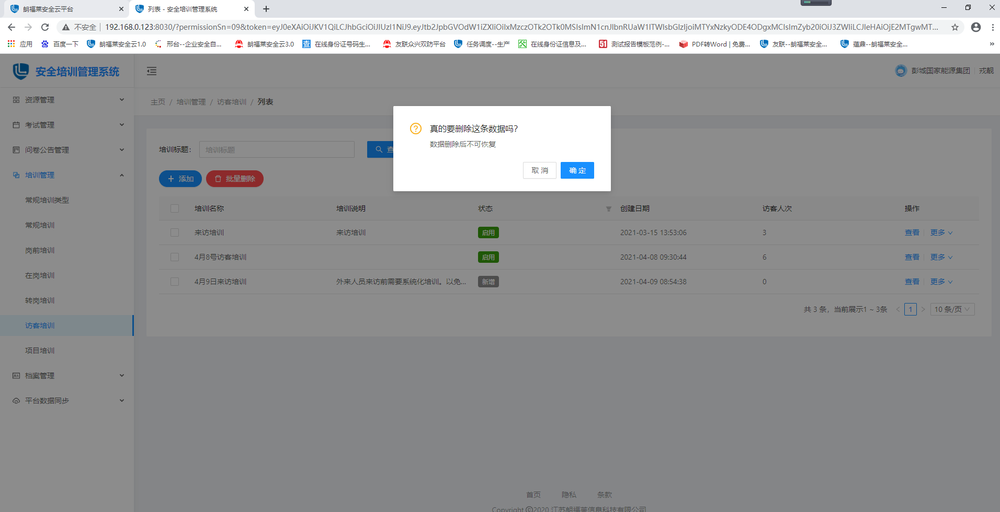 朗福莱安全云平台
列表 - 安全培训管理系统
不安全
192.168.0.123:8030/?permissionSn=09&token=eyJ0eXAiOiJKV1QiLCJhbGciOiJIUzI1NiJ9.eyJtb2JpbGVOdW1iZXIiOiIxMzczOTk2OTk0MSIsImN1cnJlbnRUaW1lTWlsbGlzIjoiMTYxNzkyODE4ODgxMCIsImZyb20iOiJ3ZWIiLCJleHAiOjE2MTgwMT...
应用
百度一下
朗福莱安全云1.0
邢台--企业安全自...
朗福莱安全云3.0
查 在线身份证号码生...
友联众兴双防平台
任务调度--生产
在线身份证信息及...
51 测试报告模板范例-...
PDF转Word | 免费...
友联--朗福莱安全...
蕴鼎--朗福莱安全...
»
安全培训管理系统
彭城国家能源集团
戎靓
资源管理
考试管理
问卷公告管理
培训管理
常规培训类型
常规培训
岗前培训
在岗培训
转岗培训
访客培训
项目培训
档案管理
平台数据同步
主页 / 培训管理 / 访客培训 / 列表
真的要删除这条数据吗?
数据删除后不可恢复
取 消
确 定
培训标题:
培训标题
添加
批量删除
培训名称 培训说明 状态 创建日期 访客人次 操作
来访培训 来访培训 启用 2021-03-15 13:53:06 3 查看 更多
4月8号访客培训 启用 2021-04-08 09:30:44 6 查看 更多
4月9日来访培训 外来人员来访前需要系统化培训。以免... 新增 2021-04-09 08:54:38 0 查看 更多
共 3 条，当前展示1 ~ 3条 < 1 > 10 条/页
首页 隐私 条款
Copyright ©2020 江苏朗福莱信息科技有限公司